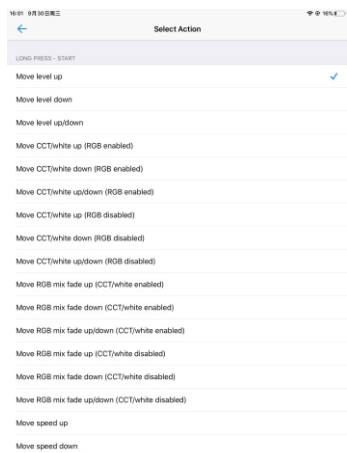 16:01 9月30日周三
16%
Select Action
LONG PRESS - START
Move level up
Move level down
Move level up/down
Move CCT/white up (RGB enabled)
Move CCT/white down (RGB enabled)
Move CCT/white up/down (RGB enabled)
Move CCT/white up (RGB disabled)
Move CCT/white down (RGB disabled)
Move CCT/white up/down (RGB disabled)
Move RGB mix fade up (CCT/white enabled)
Move RGB mix fade down (CCT/white enabled)
Move RGB mix fade up/down (CCT/white enabled)
Move RGB mix fade up (CCT/white disabled)
Move RGB mix fade down (CCT/white disabled)
Move RGB mix fade up/down (CCT/white disabled)
Move speed up
Move speed down